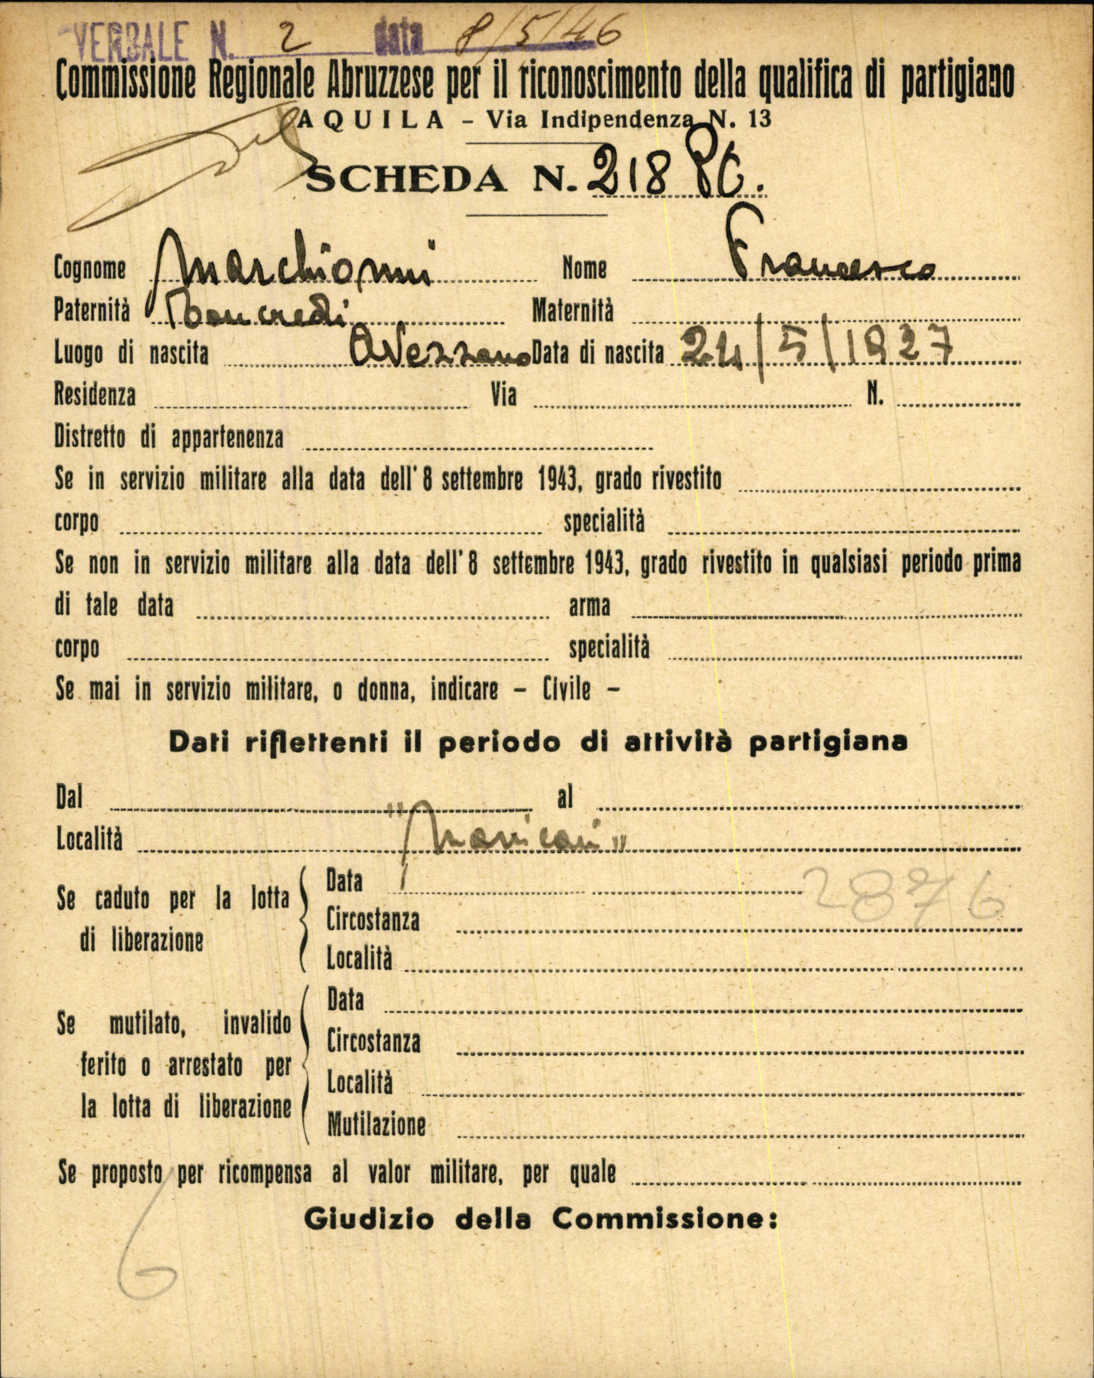 VERBALE N. 2 data 8/5/46
Commissione Regionale Abruzzese per il riconoscimento della qualifica di partigiano
AQUILA - Via Indipendenza N. 13
SCHEDA N. 218 Pt.
Cognome Marchionni Nome Francesco
Paternità Tancredi Maternità
Luogo di nascita Avezzano Data di nascita 24/5/1927
Residenza Via N.
Distretto di appartenenza
Se in servizio militare alla data dell'8 settembre 1943, grado rivestito
corpo specialità
Se non in servizio militare alla data dell'8 settembre 1943, grado rivestito in qualsiasi periodo prima
di tale data arma
corpo specialità
Se mai in servizio militare, o donna, indicare - Civile -
Dati riflettenti il periodo di attività partigiana
Dal al
Località "Marsicani"
Se caduto per la lotta di liberazione
Data
2876
Circostanza
Località
Se mutilato, invalido ferito o arrestato per la lotta di liberazione
Data
Circostanza
Località
Mutilazione
Se proposto per ricompensa al valor militare, per quale
Giudizio della Commissione:
6